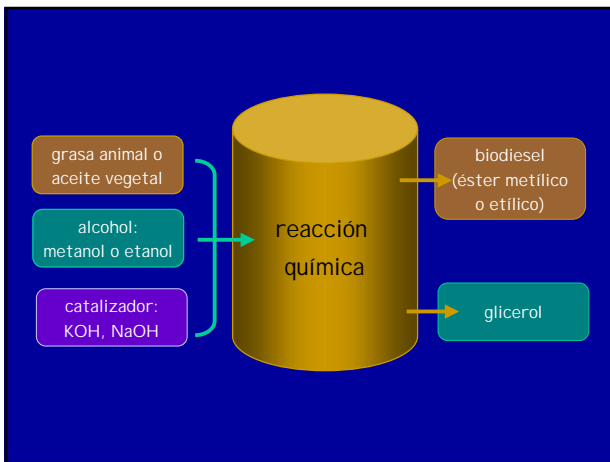 grasa animal o
aceite vegetal
alcohol:
metanol o etanol
catalizador:
KOH, NaOH
reacción
química
biodiesel
(éster metílico
o etílico)
glicerol